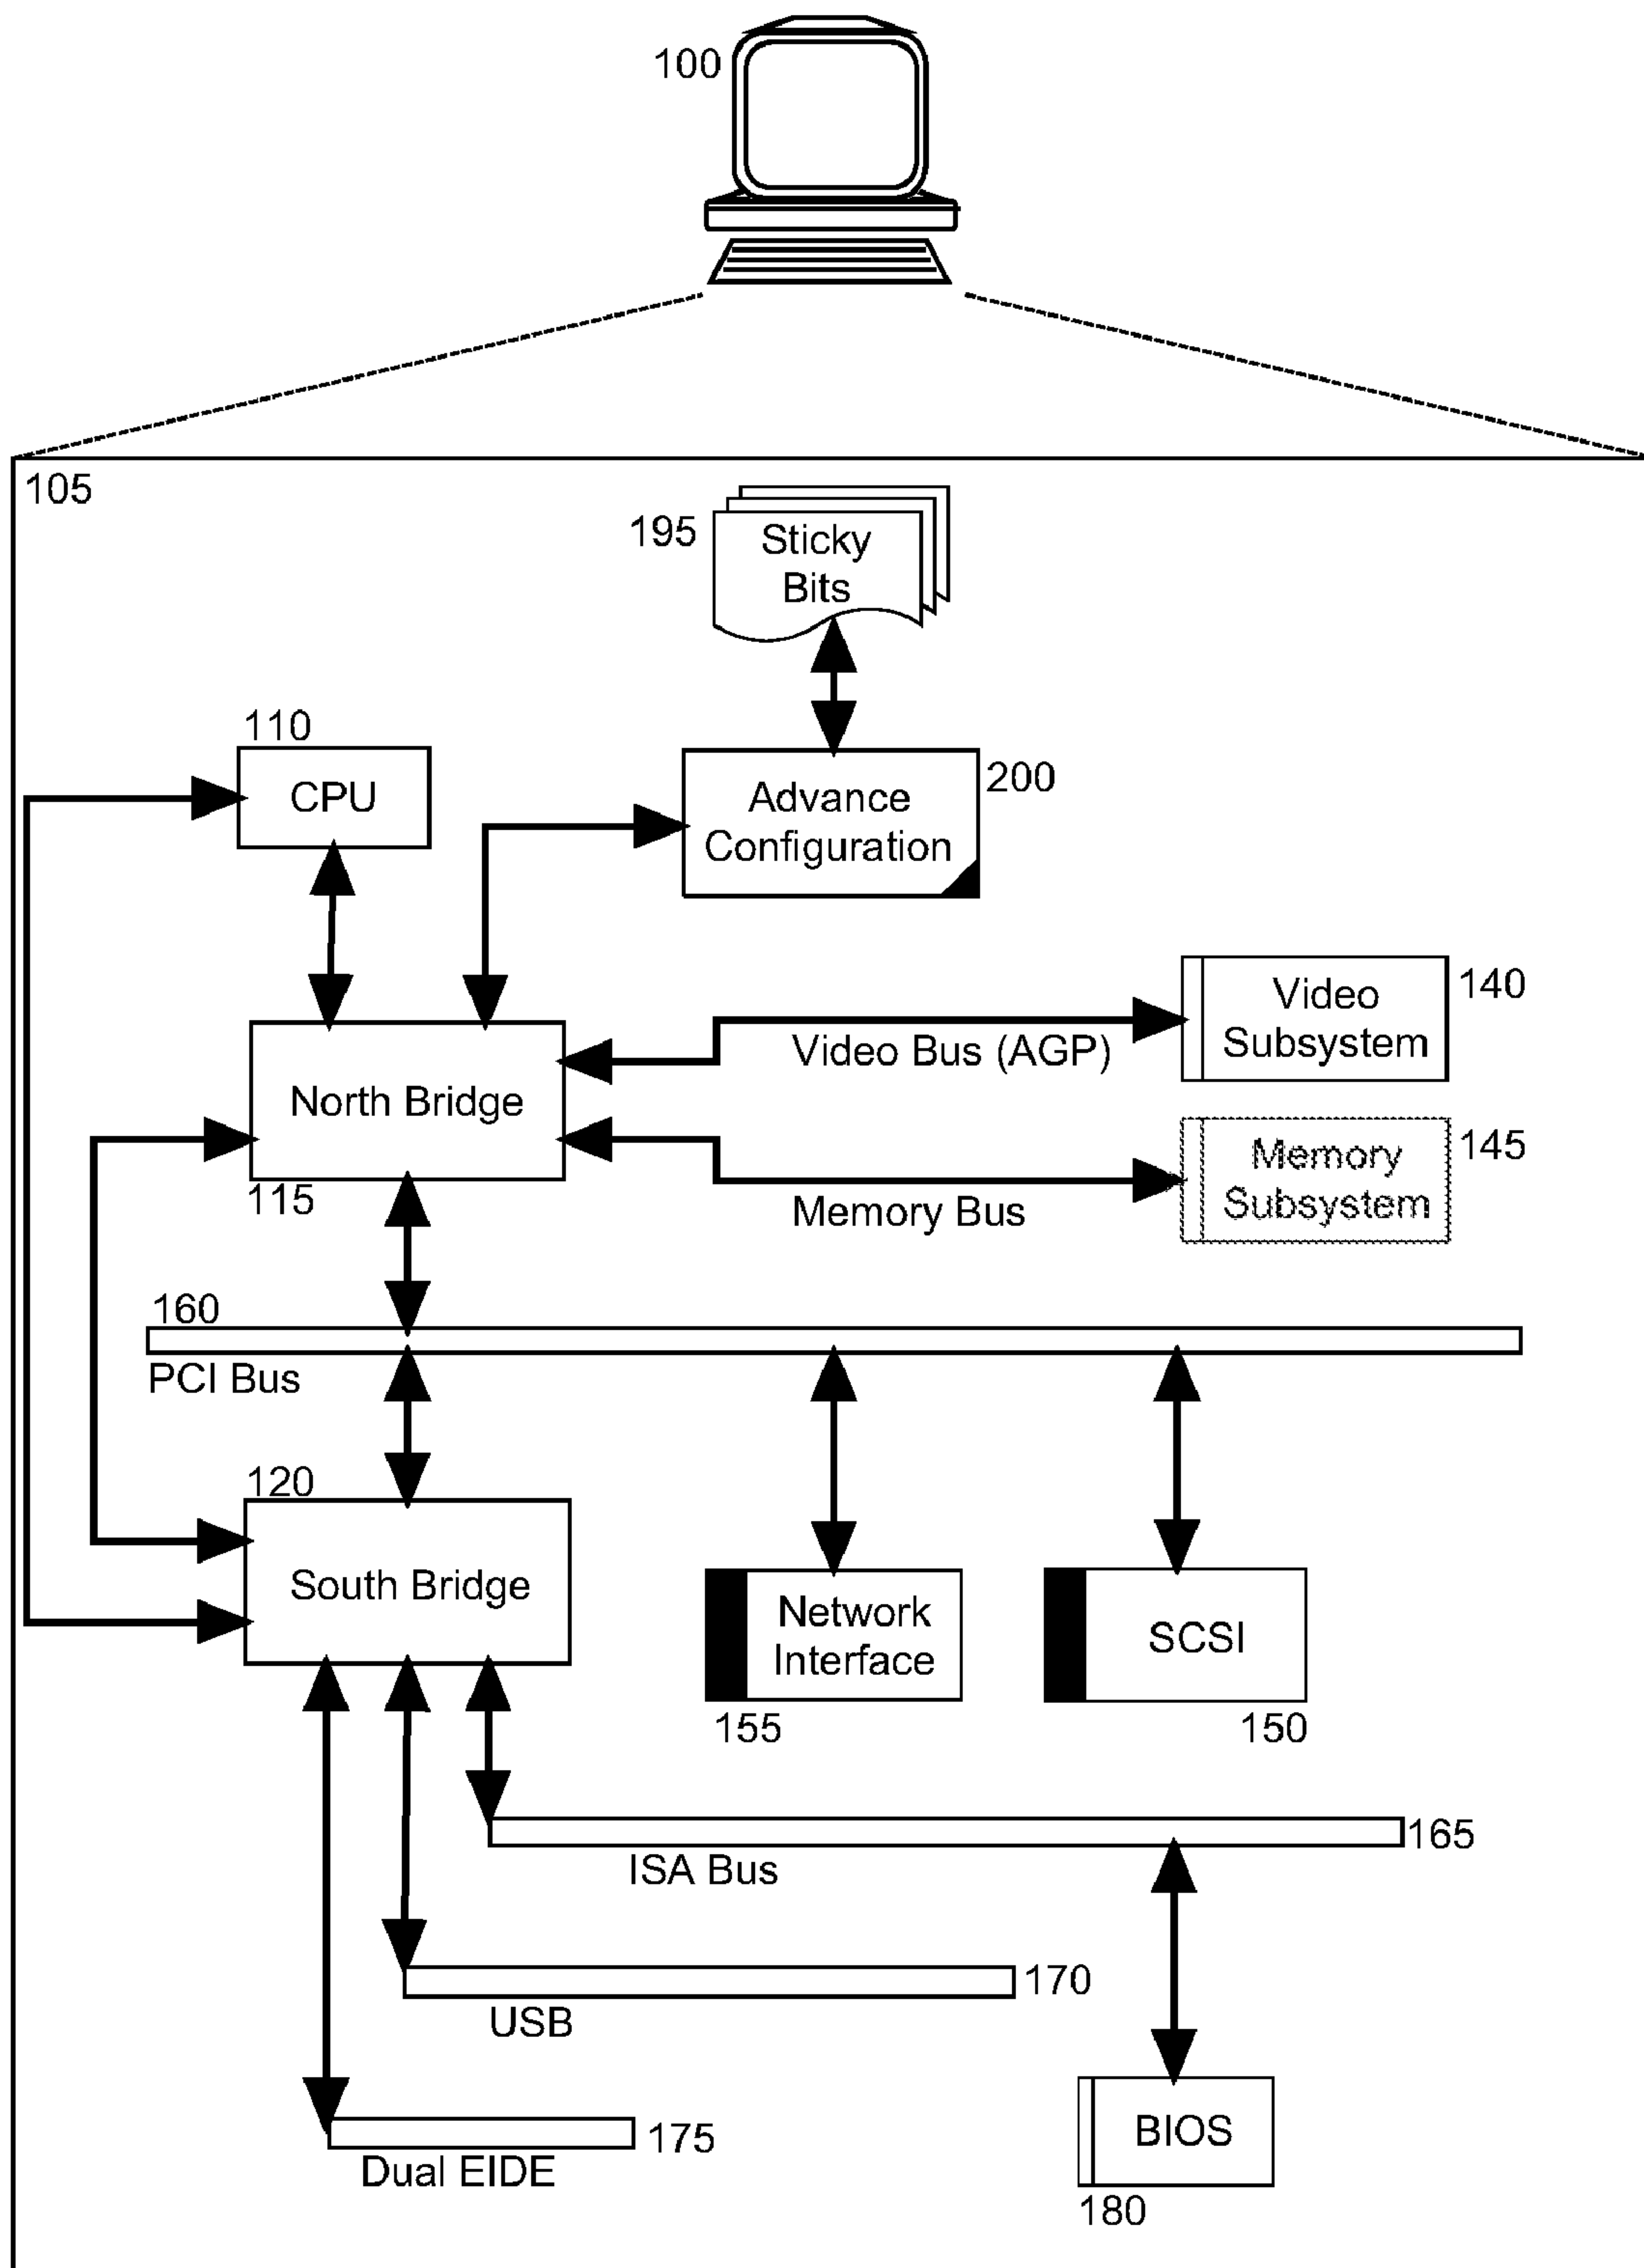 100
105
195
Sticky
Bits
110
CPU
Advance
Configuration
200
Video
Subsystem
140
Video Bus (AGP)
North Bridge
115
Memory
Subsystem
145
Memory Bus
160
PCI Bus
120
South Bridge
Network
Interface
155
SCSI
150
165
ISA Bus
170
USB
175
Dual EIDE
BIOS
180